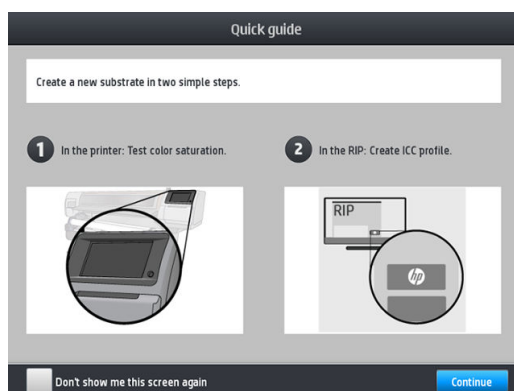 Quick guide
Create a new substrate in two simple steps.
1 In the printer: Test color saturation.
2 In the RIP: Create ICC profile.
RIP
hp
Don't show me this screen again
Continue